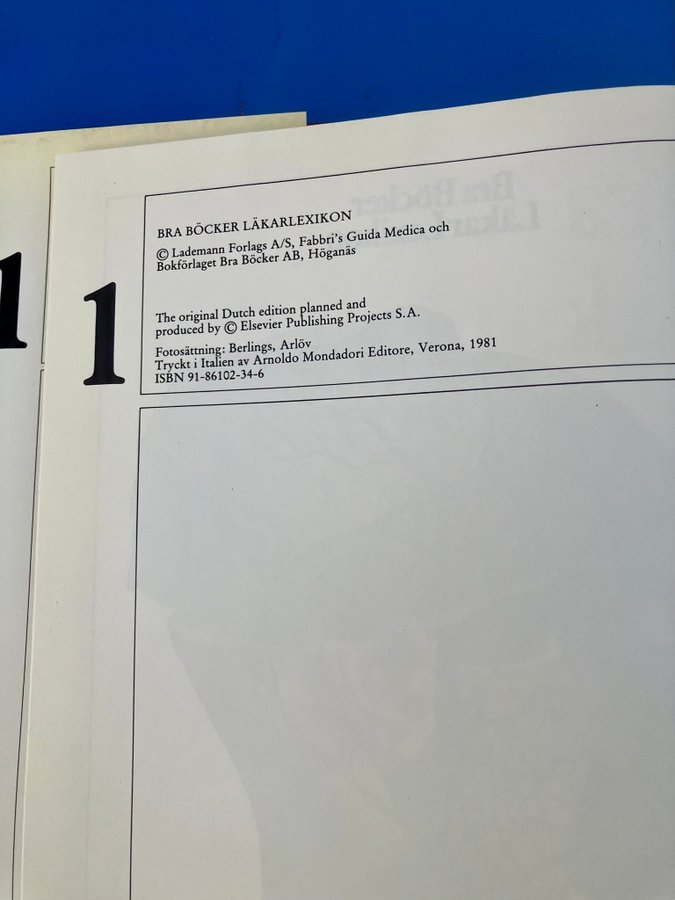 1
1
BRA BÖCKER LÄKARLEXIKON
© Lademann Forlags A/S, Fabbri's Guida Medica och
Bokförlaget Bra Böcker AB, Höganäs
The original Dutch edition planned and
produced by © Elsevier Publishing Projects S.A.
Fotosättning: Berlings, Arlöv
Tryckt i Italien av Arnoldo Mondadori Editore, Verona, 1981
ISBN 91-86102-34-6